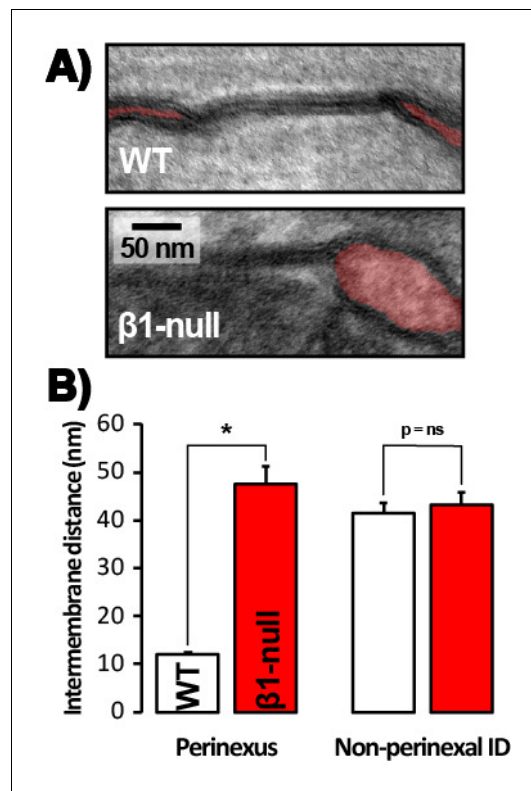 A)
WT
50 nm
β1-null
B)
Intermembrane distance (nm)
60
50
40
30
20
10
0
*
p = ns
WT
β1-null
Perinexus
Non-perinexal ID